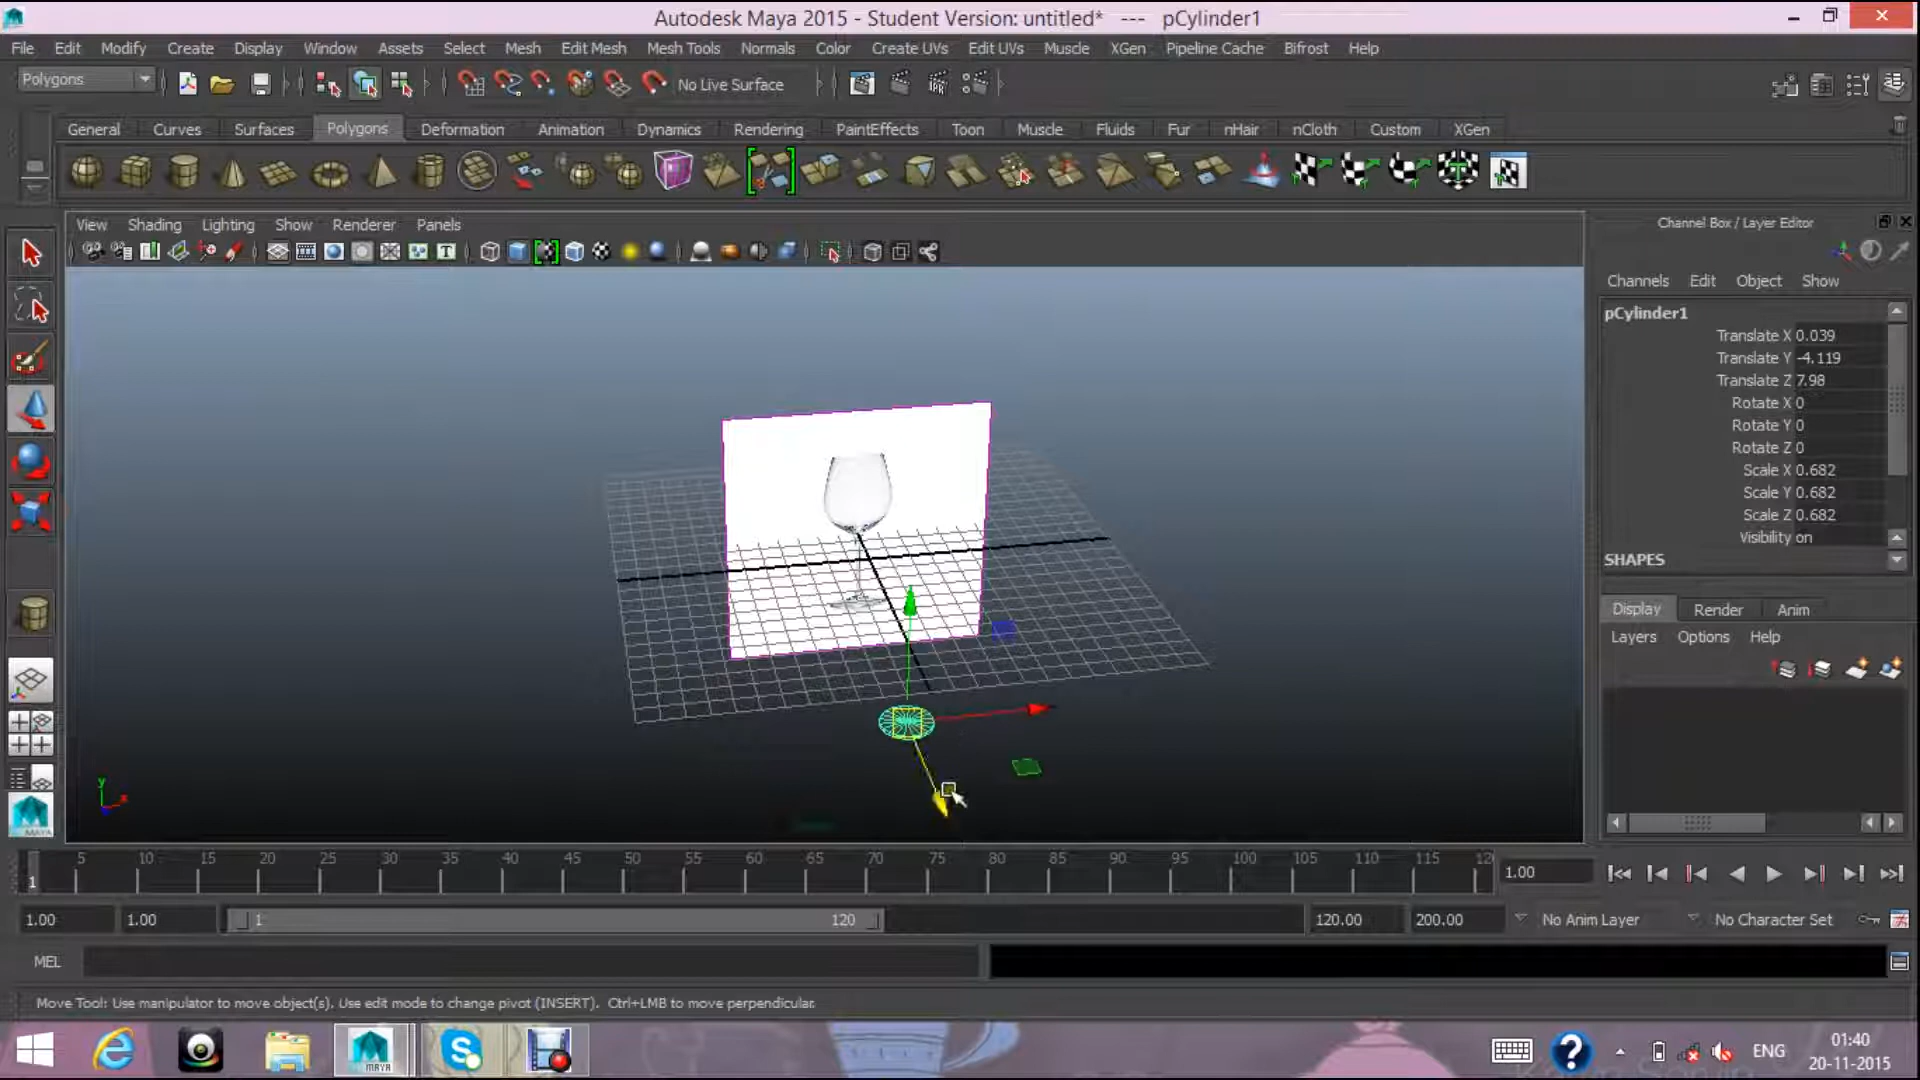 Autodesk Maya 2015 - Student Version: untitled* --- pCylinder1
File Edit Modify Create Display Window Assets Select Mesh Edit Mesh Mesh Tools Normals Color Create UVs Edit UVs Muscle XGen Pipeline Cache Bifrost Help
Polygons No Live Surface
General Curves Surfaces Polygons Deformation Animation Dynamics Rendering PaintEffects Toon Muscle Fluids Fur nHair nCloth Custom XGen
View Shading Lighting Show Renderer Panels
Channel Box / Layer Editor
Channels Edit Object Show
pCylinder1
Translate X 0.039
Translate Y -4.119
Translate Z 7.98
Rotate X 0
Rotate Y 0
Rotate Z 0
Scale X 0.682
Scale Y 0.682
Scale Z 0.682
Visibility on
SHAPES
Display Render Anim
Layers Options Help
y
x
MAYA
5 10 15 20 25 30 35 40 45 50 55 60 65 70 75 80 85 90 95 100 105 110 115 12
1 1.00
1.00 1.00 1 120 120.00 200.00 No Anim Layer No Character Set
MEL
Move Tool: Use manipulator to move object(s). Use edit mode to change pivot (INSERT). Ctrl+LMB to move perpendicular.
MAYA
ENG
01:40
20-11-2015